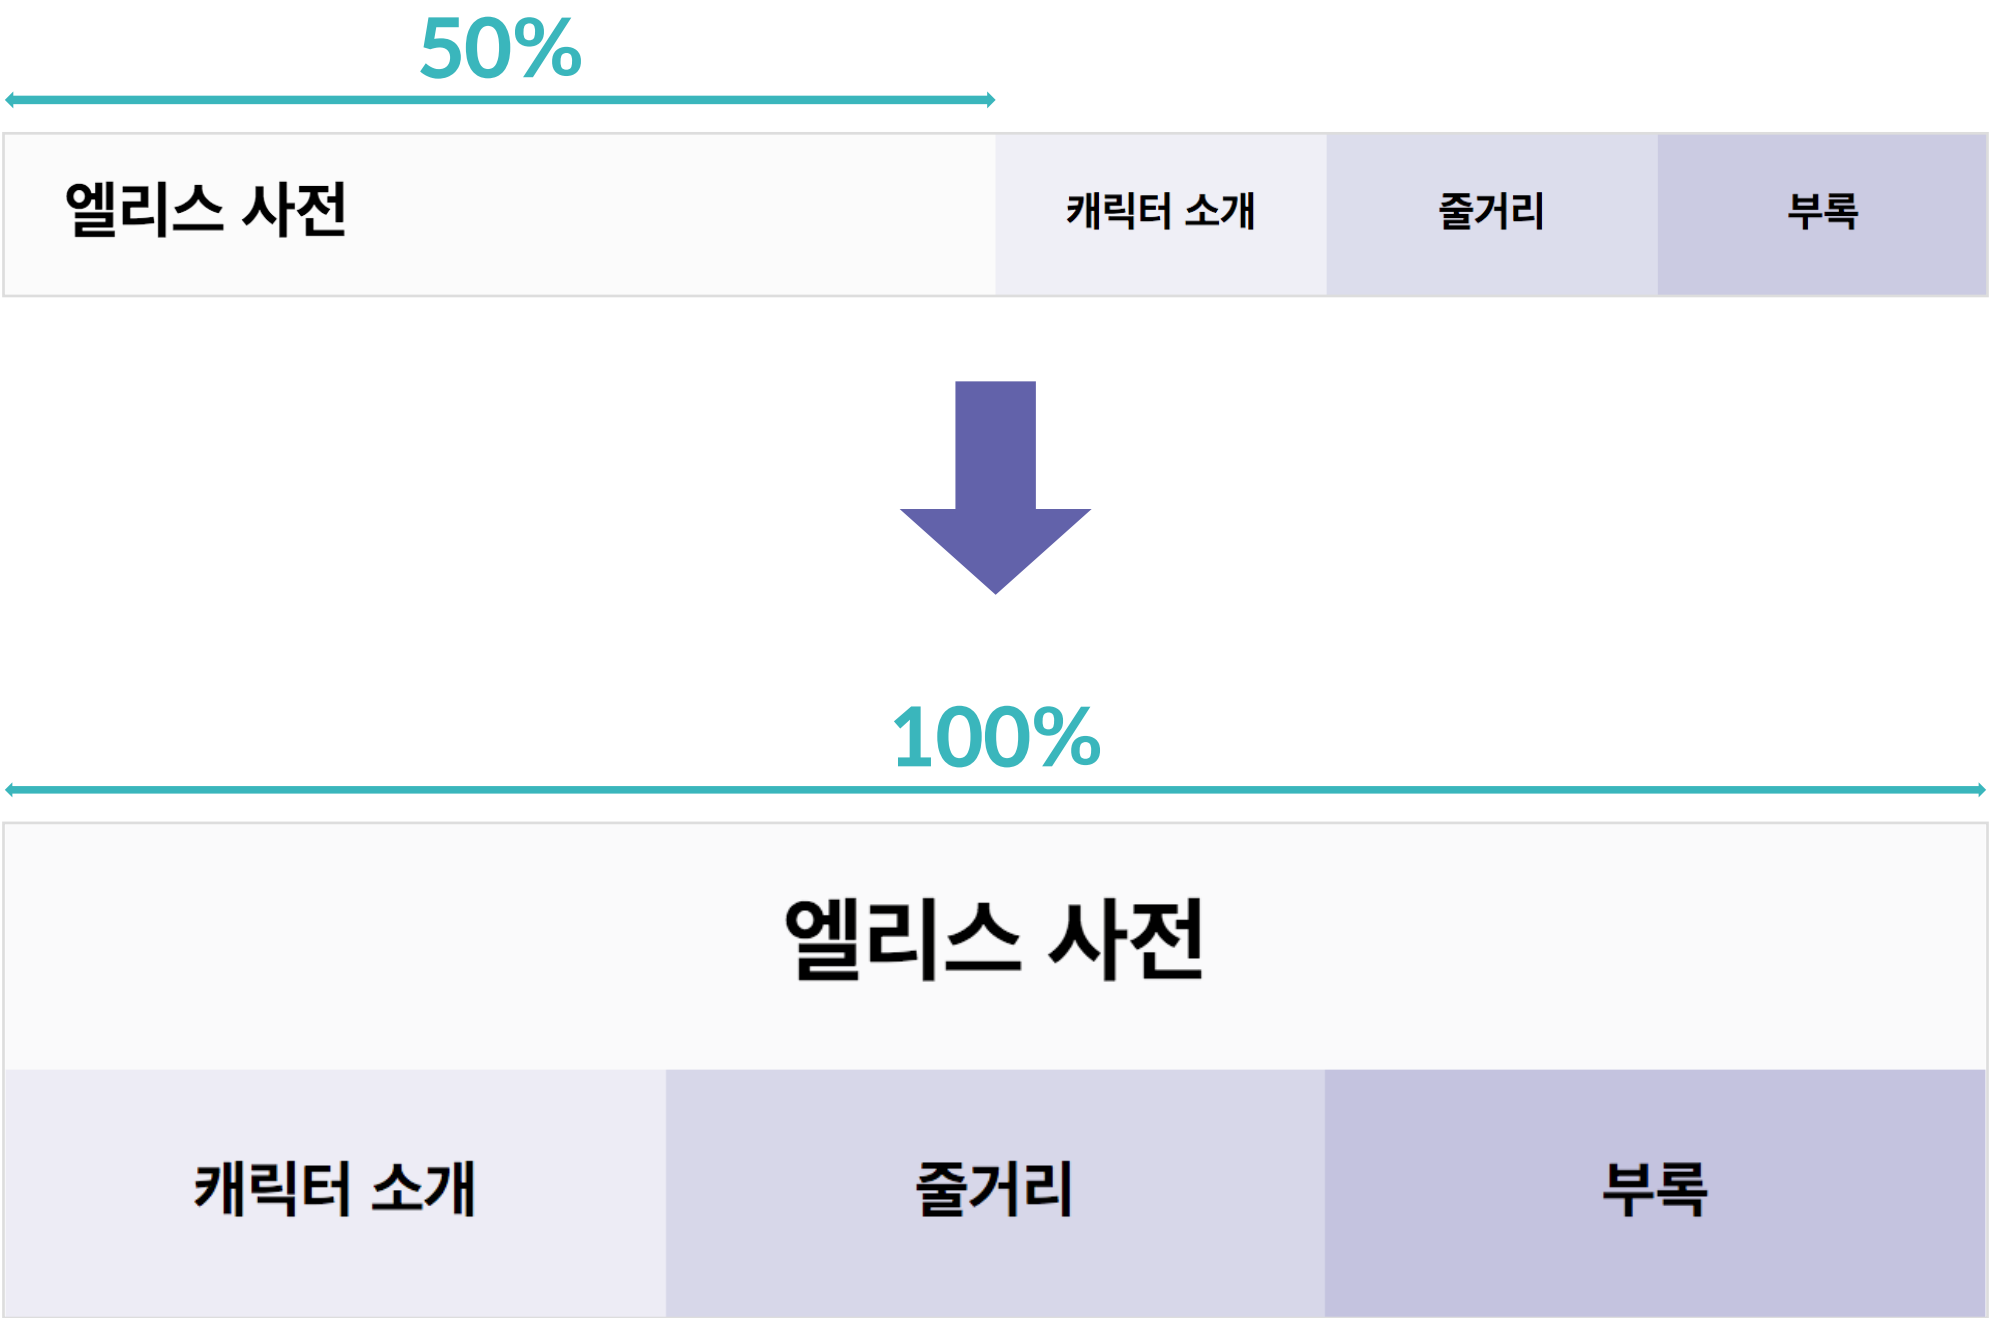 50%
엘리스 사전 캐릭터 소개 줄거리 부록
100%
엘리스 사전
캐릭터 소개 줄거리 부록